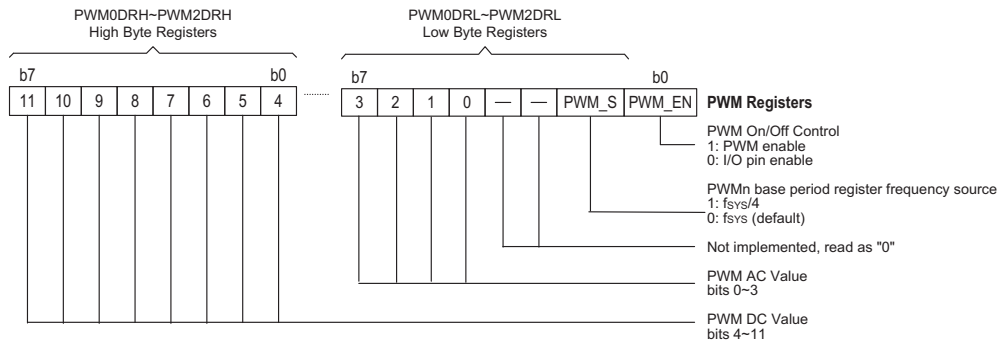 PWM0DRH~PWM2DRH
High Byte Registers
PWM0DRL~PWM2DRL
Low Byte Registers
b7 b0 b7 b0
11 10 9 8 7 6 5 4 3 2 1 0 — — PWM_S PWM_EN PWM Registers
PWM On/Off Control
1: PWM enable
0: I/O pin enable
PWMn base period register frequency source
1: fSYS/4
0: fSYS (default)
Not implemented, read as "0"
PWM AC Value
bits 0~3
PWM DC Value
bits 4~11